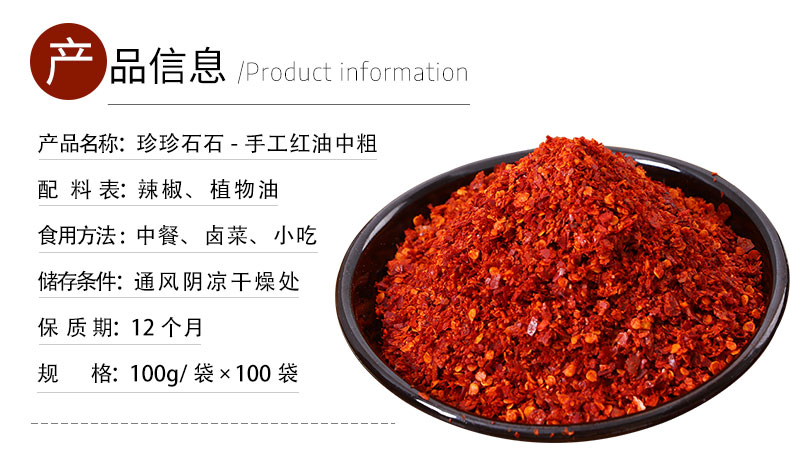 产品信息 /Product information
产品名称：珍珍石石 - 手工红油中粗
配 料 表：辣椒、植物油
食用方法：中餐、卤菜、小吃
储存条件：通风阴凉干燥处
保 质 期：12 个月
规 格：100g/ 袋 × 100 袋